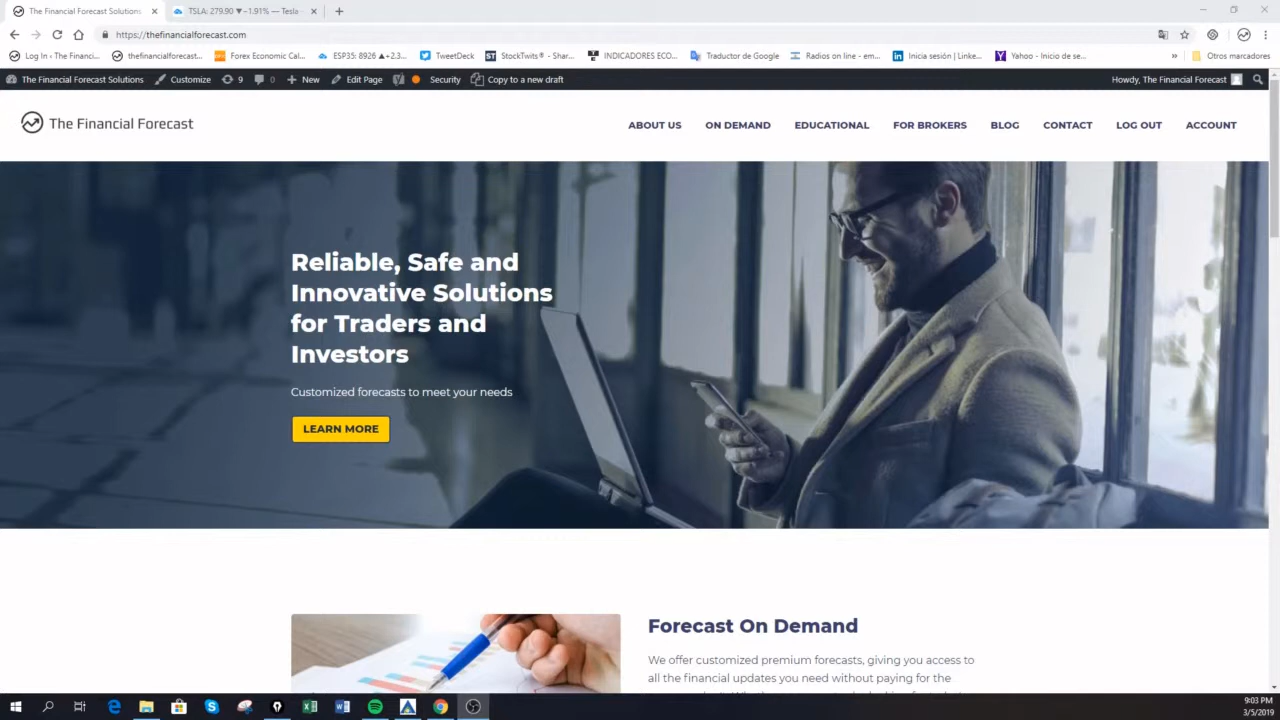 The Financial Forecast Solutions
TSLA: 279.90 ▼−1.91% — Tesla
https://thefinancialforecast.com
Log In ‹ The Financi...
thefinancialforecast...
Forex Economic Cal...
ESP35: 8926 ▲+2.3...
TweetDeck
StockTwits® - Shar...
INDICADORES ECO...
Traductor de Google
Radios on line - em...
Inicia sesión | Linke...
Yahoo - Inicio de se...
»
Otros marcadores
The Financial Forecast Solutions
Customize
9
0
New
Edit Page
Security
Copy to a new draft
Howdy, The Financial Forecast
The Financial Forecast
ABOUT US
ON DEMAND
EDUCATIONAL
FOR BROKERS
BLOG
CONTACT
LOG OUT
ACCOUNT
Reliable, Safe and
Innovative Solutions
for Traders and
Investors
Customized forecasts to meet your needs
LEARN MORE
Forecast On Demand
We offer customized premium forecasts, giving you access to
all the financial updates you need without paying for the
9:03 PM
3/5/2019